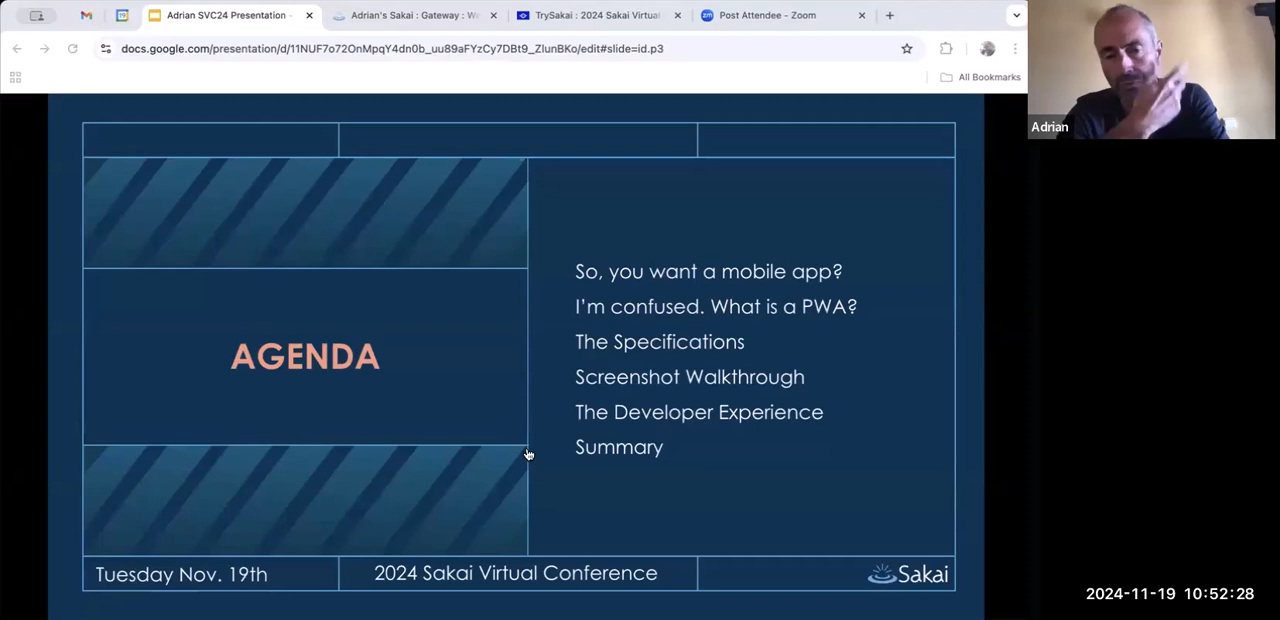 Adrian SVC24 Presentation -
Adrian's Sakai : Gateway : We
TrySakai : 2024 Sakai Virtual
Post Attendee - Zoom
docs.google.com/presentation/d/11NUF7o72OnMpqY4dn0b_uu89aFYzCy7DBt9_ZlunBKo/edit#slide=id.p3
All Bookmarks
Adrian
AGENDA
So, you want a mobile app?
I'm confused. What is a PWA?
The Specifications
Screenshot Walkthrough
The Developer Experience
Summary
Tuesday Nov. 19th
2024 Sakai Virtual Conference
Sakai
2024-11-19 10:52:28